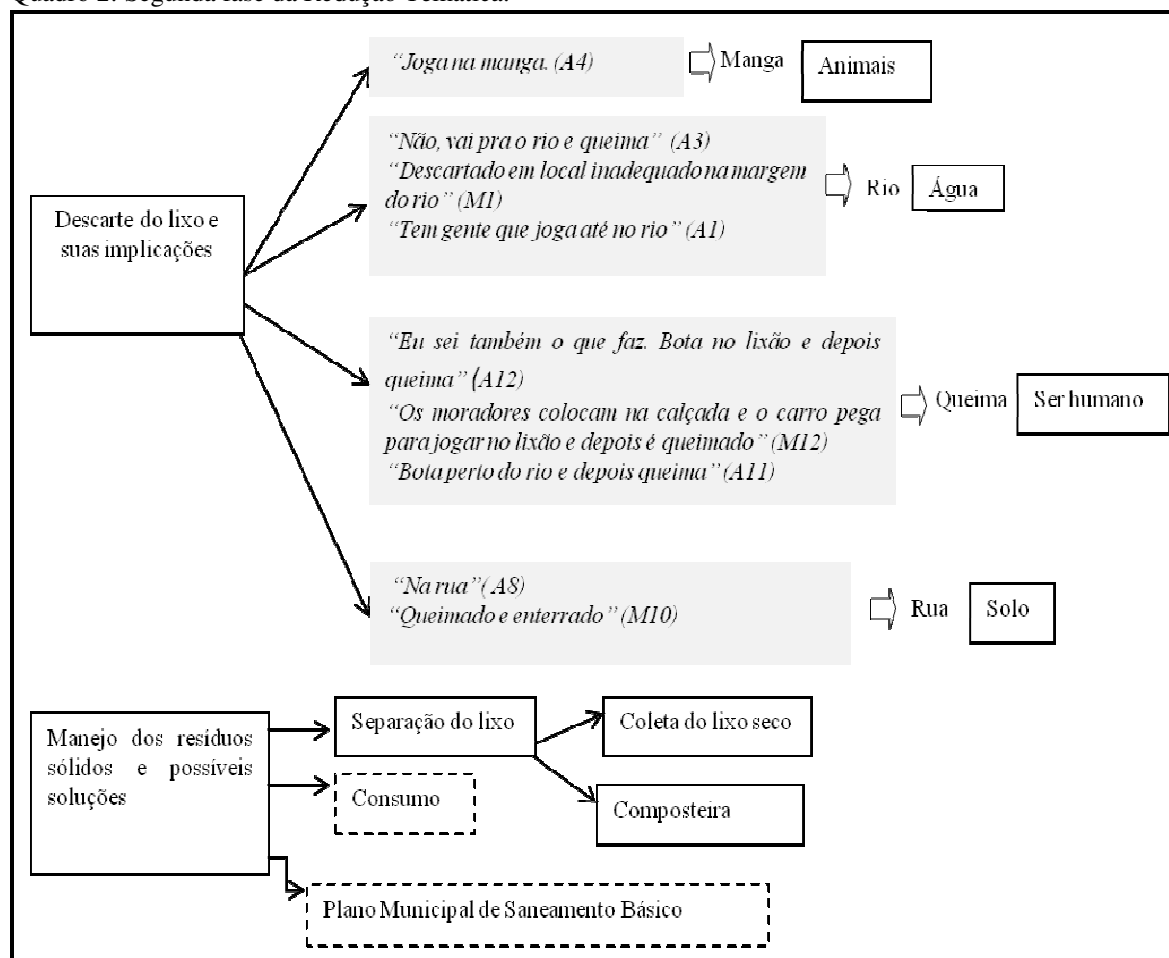 Quadro 2: Segunda fase da Redução Temática.
“Joga na manga. (A4)
Manga
Animais
“Não, vai pra o rio e queima” (A3)
“Descartado em local inadequado na margem
do rio” (M1)
“Tem gente que joga até no rio” (A1)
Rio
Água
Descarte do lixo e
suas implicações
“Eu sei também o que faz. Bota no lixão e depois
queima” (A12)
“Os moradores colocam na calçada e o carro pega
para jogar no lixão e depois é queimado” (M12)
“Bota perto do rio e depois queima” (A11)
Queima
Ser humano
“Na rua” (A8)
“Queimado e enterrado” (M10)
Rua
Solo
Manejo dos resíduos
sólidos e possíveis
soluções
Separação do lixo
Coleta do lixo seco
Consumo
Composteira
Plano Municipal de Saneamento Básico